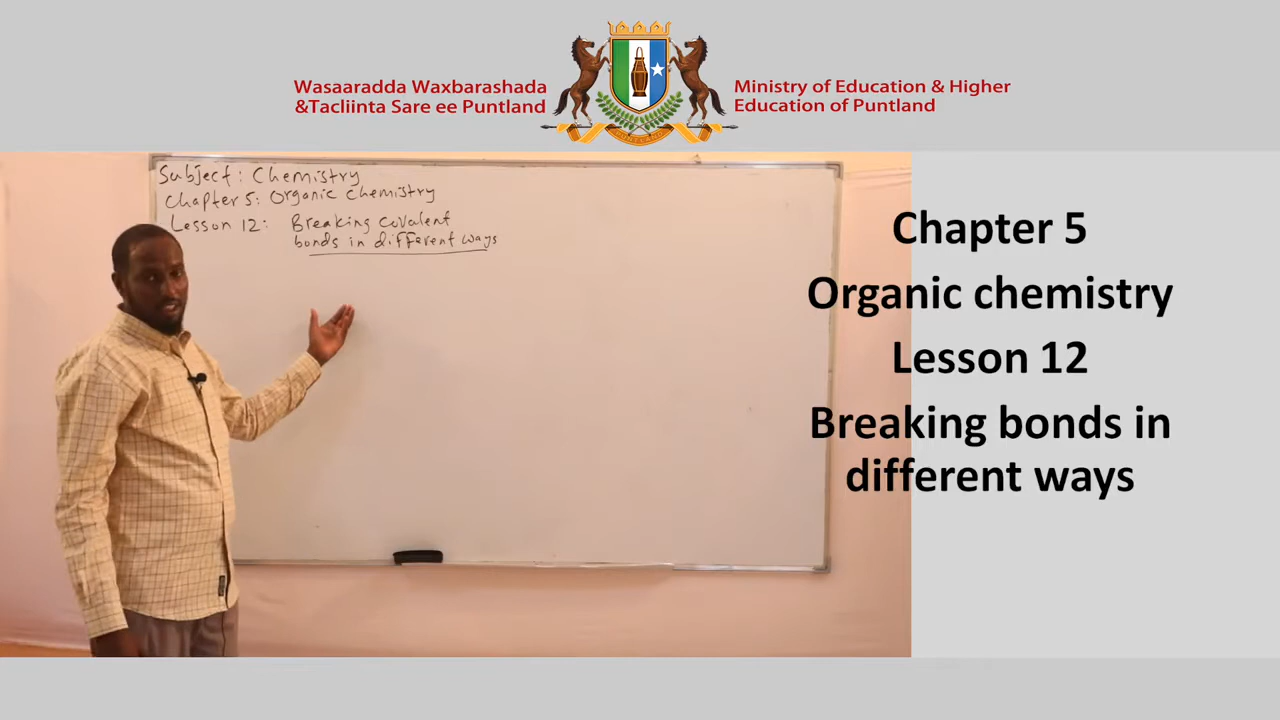 Wasaaradda Waxbarashada
&Tacliinta Sare ee Puntland
Ministry of Education & Higher
Education of Puntland
Subject: Chemistry
Chapter 5: Organic chemistry
Lesson 12: Breaking covalent
bonds in different ways
Chapter 5
Organic chemistry
Lesson 12
Breaking bonds in
different ways